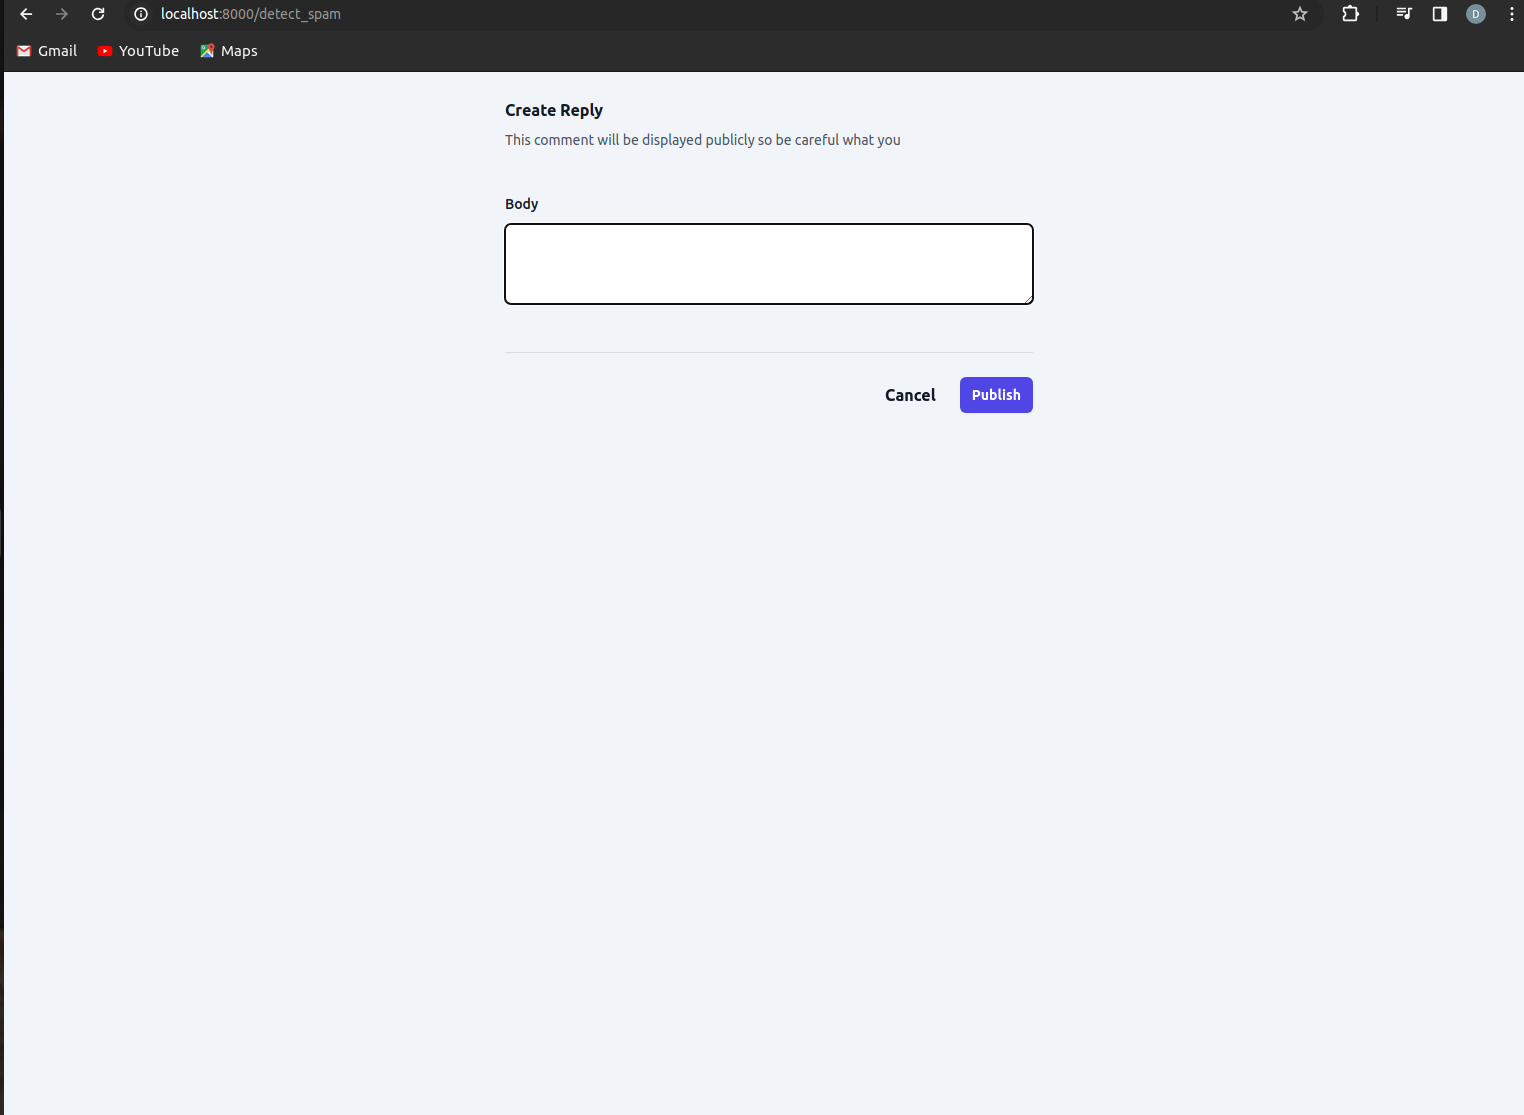 localhost:8000/detect_spam
D
Gmail YouTube Maps
Create Reply
This comment will be displayed publicly so be careful what you
Body
Cancel Publish